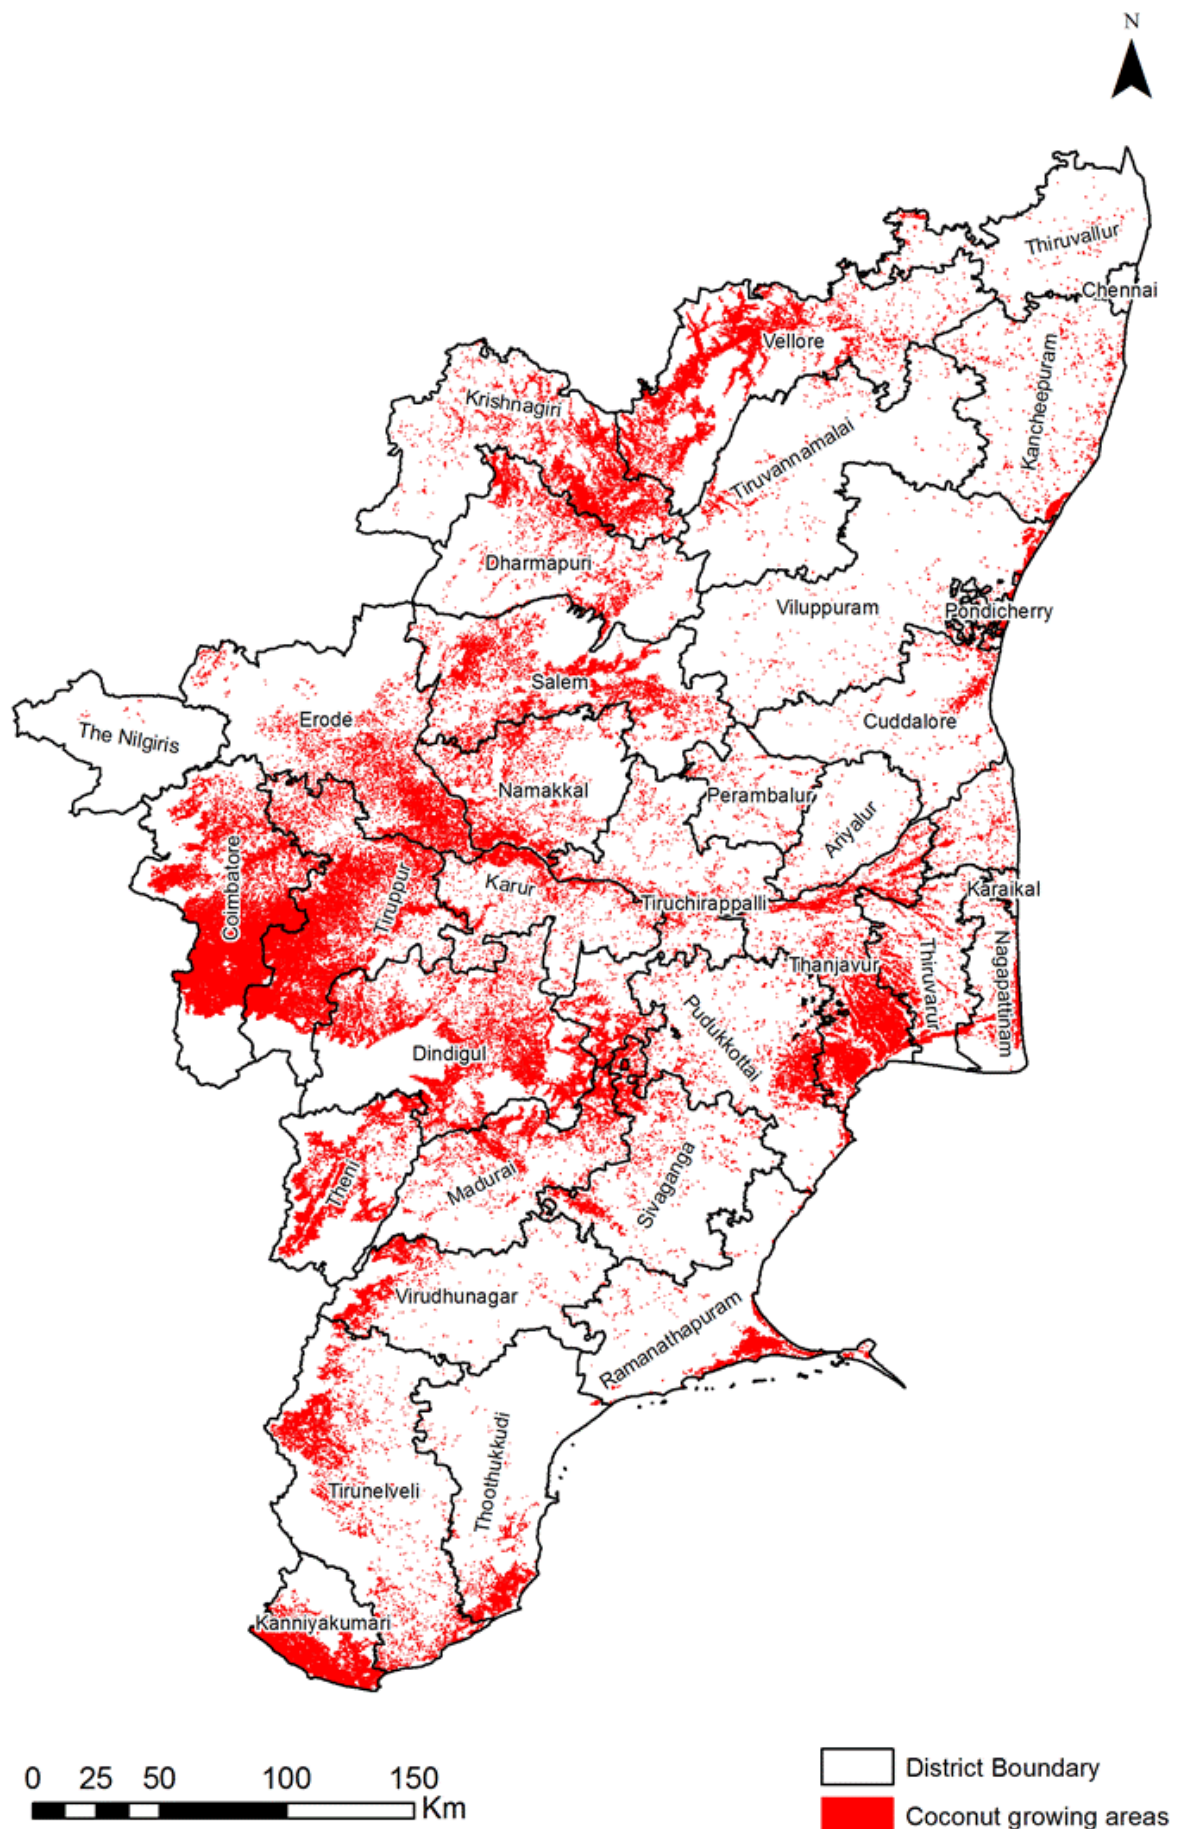 N
Thiruvallur
Chennai
Vellore
Kancheepuram
Krishnagiri
Tiruvannamalai
Dharmapuri
Viluppuram
Pondicherry
Salem
Erode
The Nilgiris
Cuddalore
Namakkal
Perambalur
Ariyalur
Coimbatore
Tiruppur
Karur
Tiruchirappalli
Karaikal
Thanjavur
Thiruvarur
Nagapattinam
Pudukkottai
Dindigul
Theni
Madurai
Sivaganga
Virudhunagar
Ramanathapuram
Tirunelveli
Thoothukkudi
Kanniyakumari
0 25 50 100 150
Km
District Boundary
Coconut growing areas